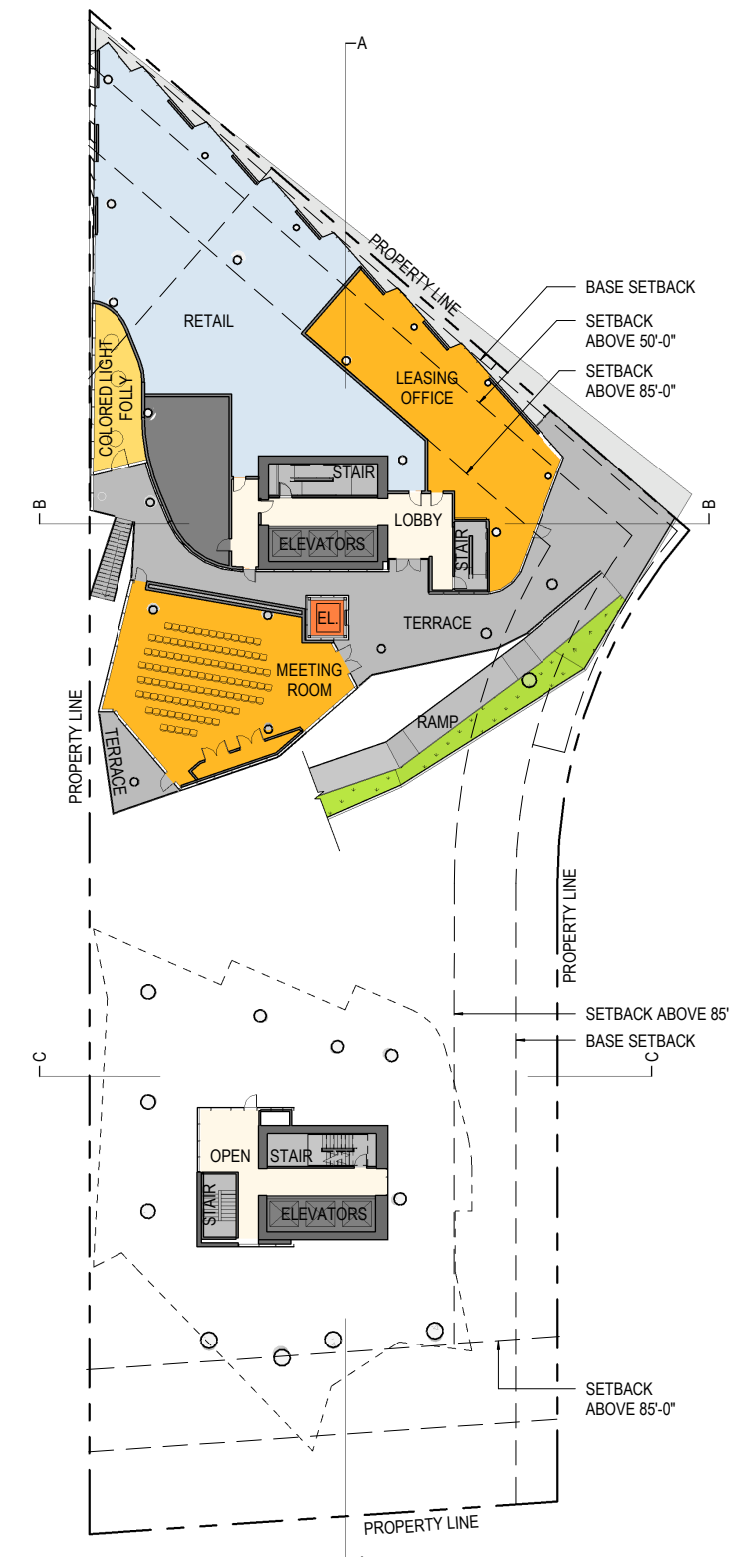 A
PROPERTY LINE
BASE SETBACK
SETBACK
ABOVE 50'-0"
SETBACK
ABOVE 85'-0"
RETAIL
LEASING
OFFICE
COLORED LIGHT
FOLLY
STAIR
LOBBY
B
B
ELEVATORS
STAIR
EL.
TERRACE
MEETING
ROOM
RAMP
TERRACE
PROPERTY LINE
PROPERTY LINE
SETBACK ABOVE 85'
BASE SETBACK
C
C
OPEN
STAIR
STAIR
ELEVATORS
SETBACK
ABOVE 85'-0"
PROPERTY LINE